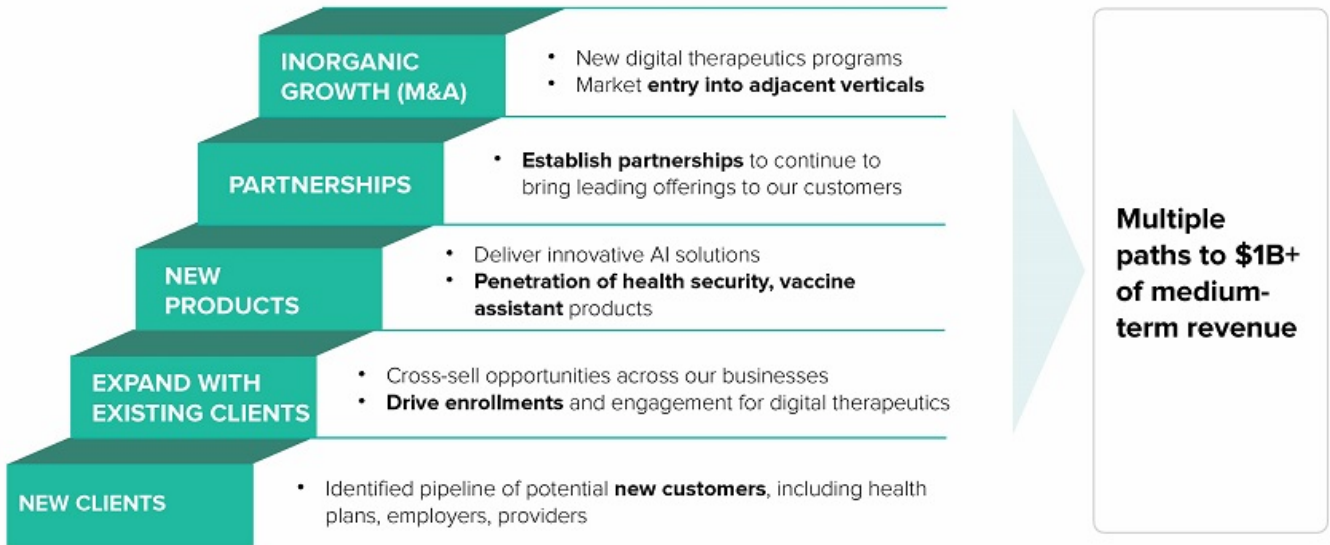 INORGANIC
GROWTH (M&A)
• New digital therapeutics programs
• Market entry into adjacent verticals
PARTNERSHIPS
• Establish partnerships to continue to
bring leading offerings to our customers
NEW
PRODUCTS
• Deliver innovative AI solutions
• Penetration of health security, vaccine
assistant products
EXPAND WITH
EXISTING CLIENTS
• Cross-sell opportunities across our businesses
• Drive enrollments and engagement for digital therapeutics
NEW CLIENTS
• Identified pipeline of potential new customers, including health
plans, employers, providers
Multiple
paths to $1B+
of medium-
term revenue